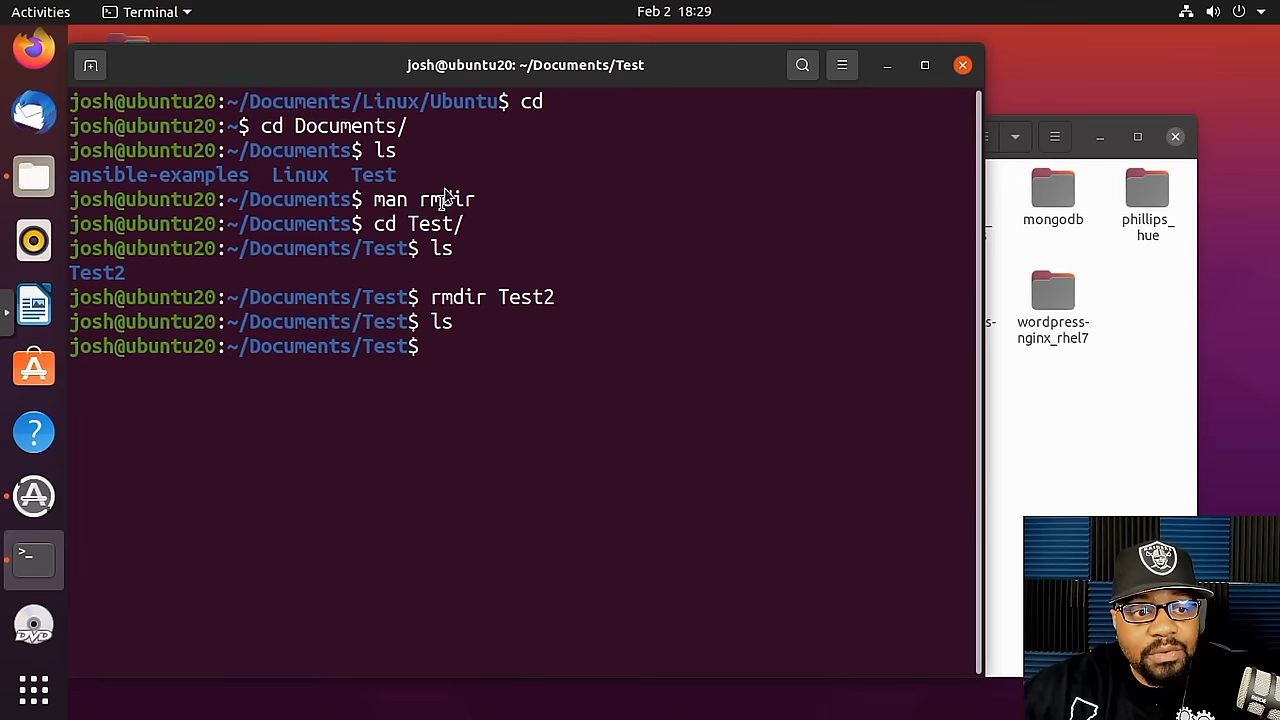 Activities
Terminal
Feb 2 18:29
josh@ubuntu20: ~/Documents/Test
josh@ubuntu20:~/Documents/Linux/Ubuntu$ cd
josh@ubuntu20:~$ cd Documents/
josh@ubuntu20:~/Documents$ ls
ansible-examples Linux Test
josh@ubuntu20:~/Documents$ man rmdir
josh@ubuntu20:~/Documents$ cd Test/
josh@ubuntu20:~/Documents/Test$ ls
Test2
josh@ubuntu20:~/Documents/Test$ rmdir Test2
josh@ubuntu20:~/Documents/Test$ ls
josh@ubuntu20:~/Documents/Test$
mongodb
phillips_
hue
wordpress-
nginx_rhel7
DVD
RAIDERS